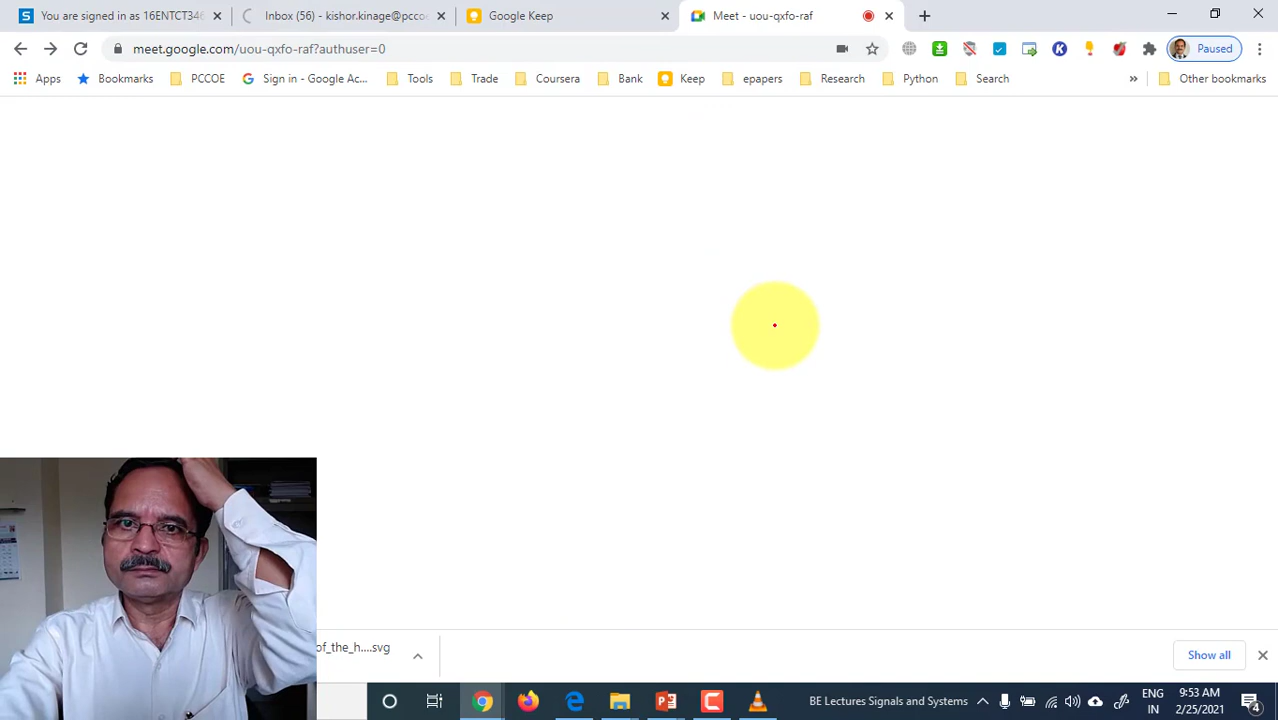 You are signed in as 16ENTCT346
Inbox (56) - kishor.kinage@pccoe
Google Keep
Meet - uou-qxfo-raf
meet.google.com/uou-qxfo-raf?authuser=0
Paused
Apps
Bookmarks
PCCOE
Sign in - Google Ac...
Tools
Trade
Coursera
Bank
Keep
epapers
Research
Python
Search
»
Other bookmarks
of_the_h....svg
Show all
BE Lectures Signals and Systems
ENG
IN
9:53 AM
2/25/2021
4